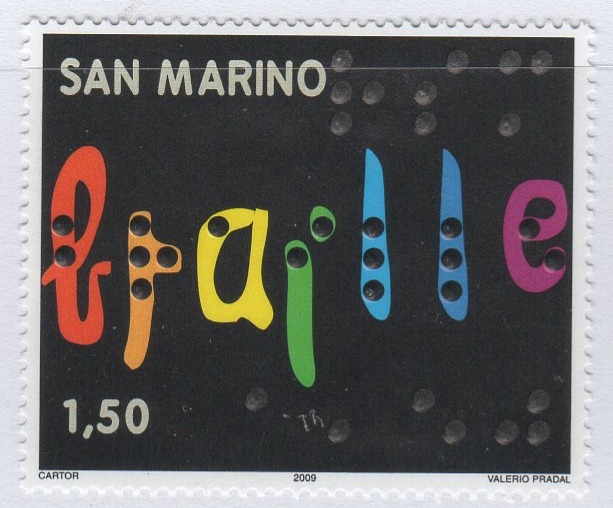 SAN MARINO
braille
1,50
CARTOR 2009 VALERIO PRADAL